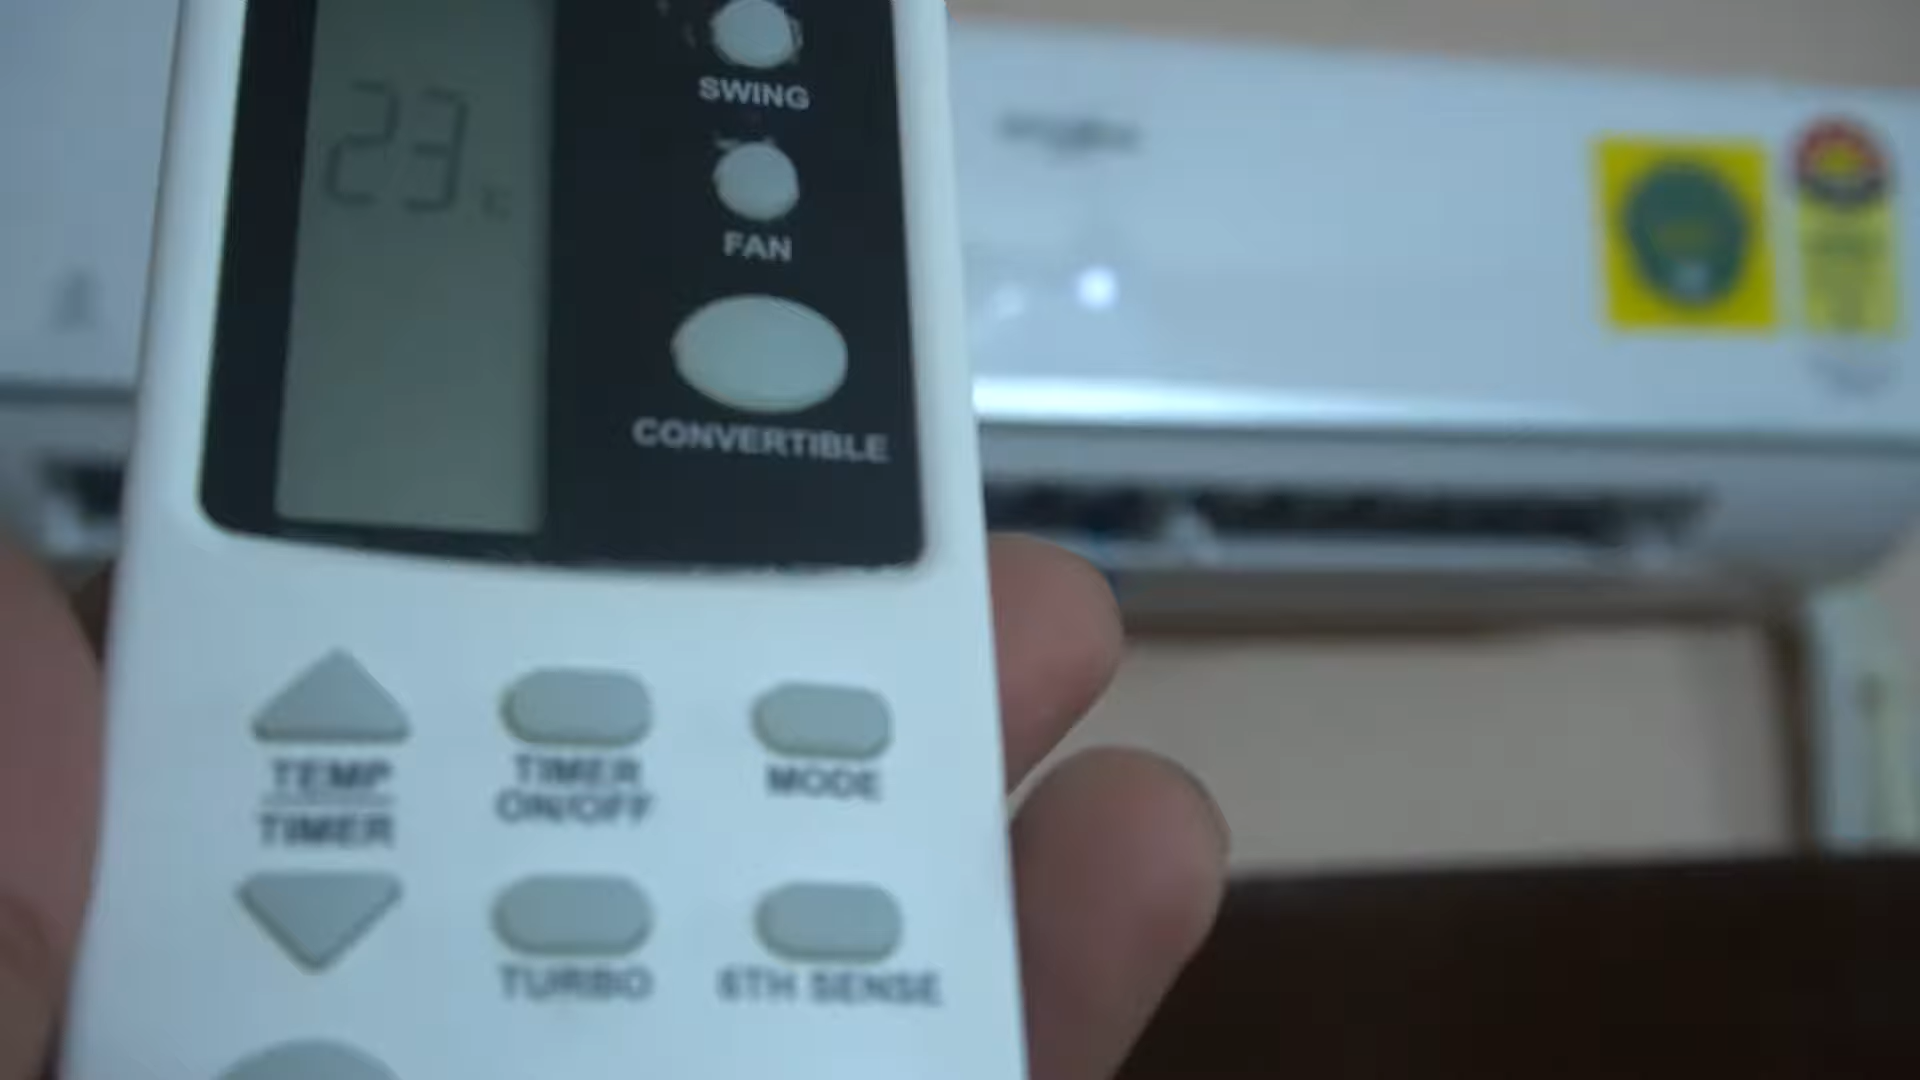 23 °C
SWING
FAN
CONVERTIBLE
TEMP
TIMER
TIMER
ON/OFF
MODE
TURBO
6TH SENSE